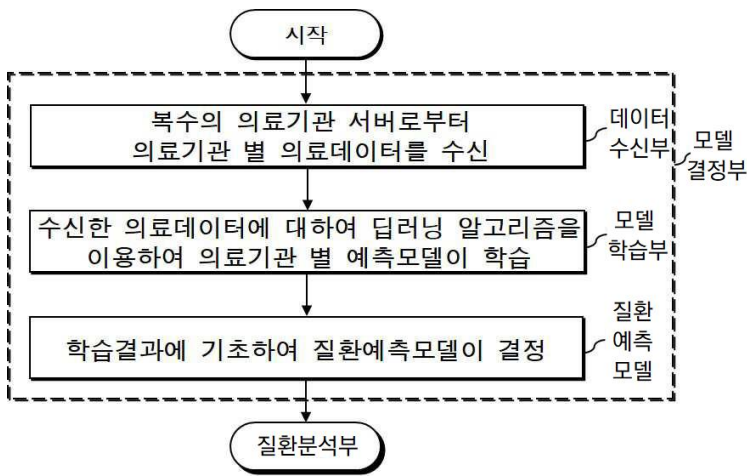 시작
복수의 의료기관 서버로부터
의료기관 별 의료데이터를 수신
데이터
수신부
모델
결정부
수신한 의료데이터에 대하여 딥러닝 알고리즘을
이용하여 의료기관 별 예측모델이 학습
모델
학습부
학습결과에 기초하여 질환예측모델이 결정
질환
예측
모델
질환분석부